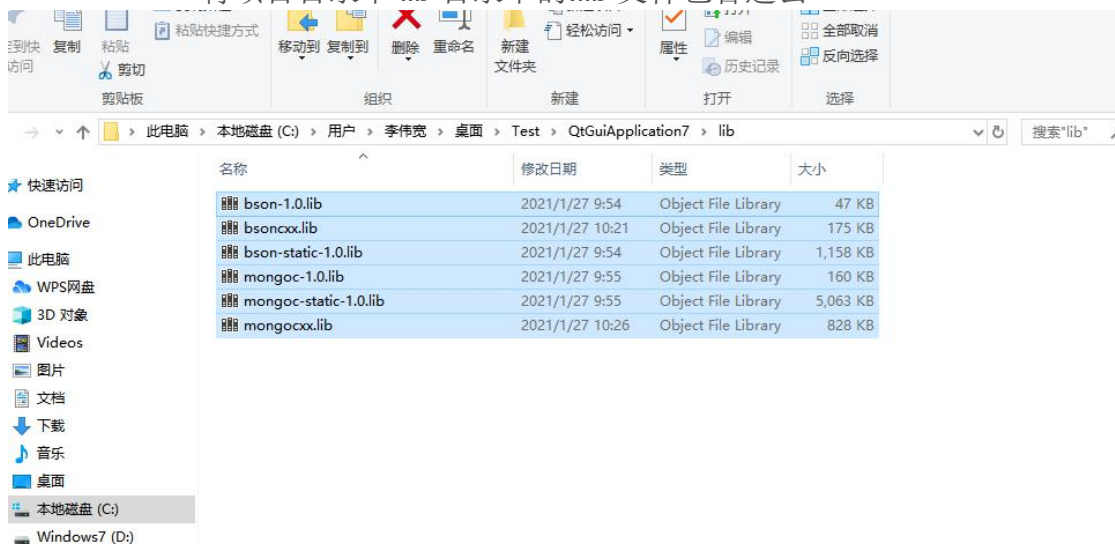 粘贴快捷方式
复制
粘贴
剪切
移动到
复制到
删除
重命名
新建
文件夹
轻松访问
属性
编辑
历史记录
全部取消
反向选择
剪贴板
组织
新建
打开
选择
此电脑 › 本地磁盘 (C:) › 用户 › 李伟宽 › 桌面 › Test › QtGuiApplication7 › lib
搜索"lib"
名称 修改日期 类型 大小
bson-1.0.lib 2021/1/27 9:54 Object File Library 47 KB
bsoncxx.lib 2021/1/27 10:21 Object File Library 175 KB
bson-static-1.0.lib 2021/1/27 9:54 Object File Library 1,158 KB
mongoc-1.0.lib 2021/1/27 9:55 Object File Library 160 KB
mongoc-static-1.0.lib 2021/1/27 9:55 Object File Library 5,063 KB
mongocxx.lib 2021/1/27 10:26 Object File Library 828 KB
快速访问
OneDrive
此电脑
WPS网盘
3D 对象
Videos
图片
文档
下载
音乐
桌面
本地磁盘 (C:)
Windows7 (D:)